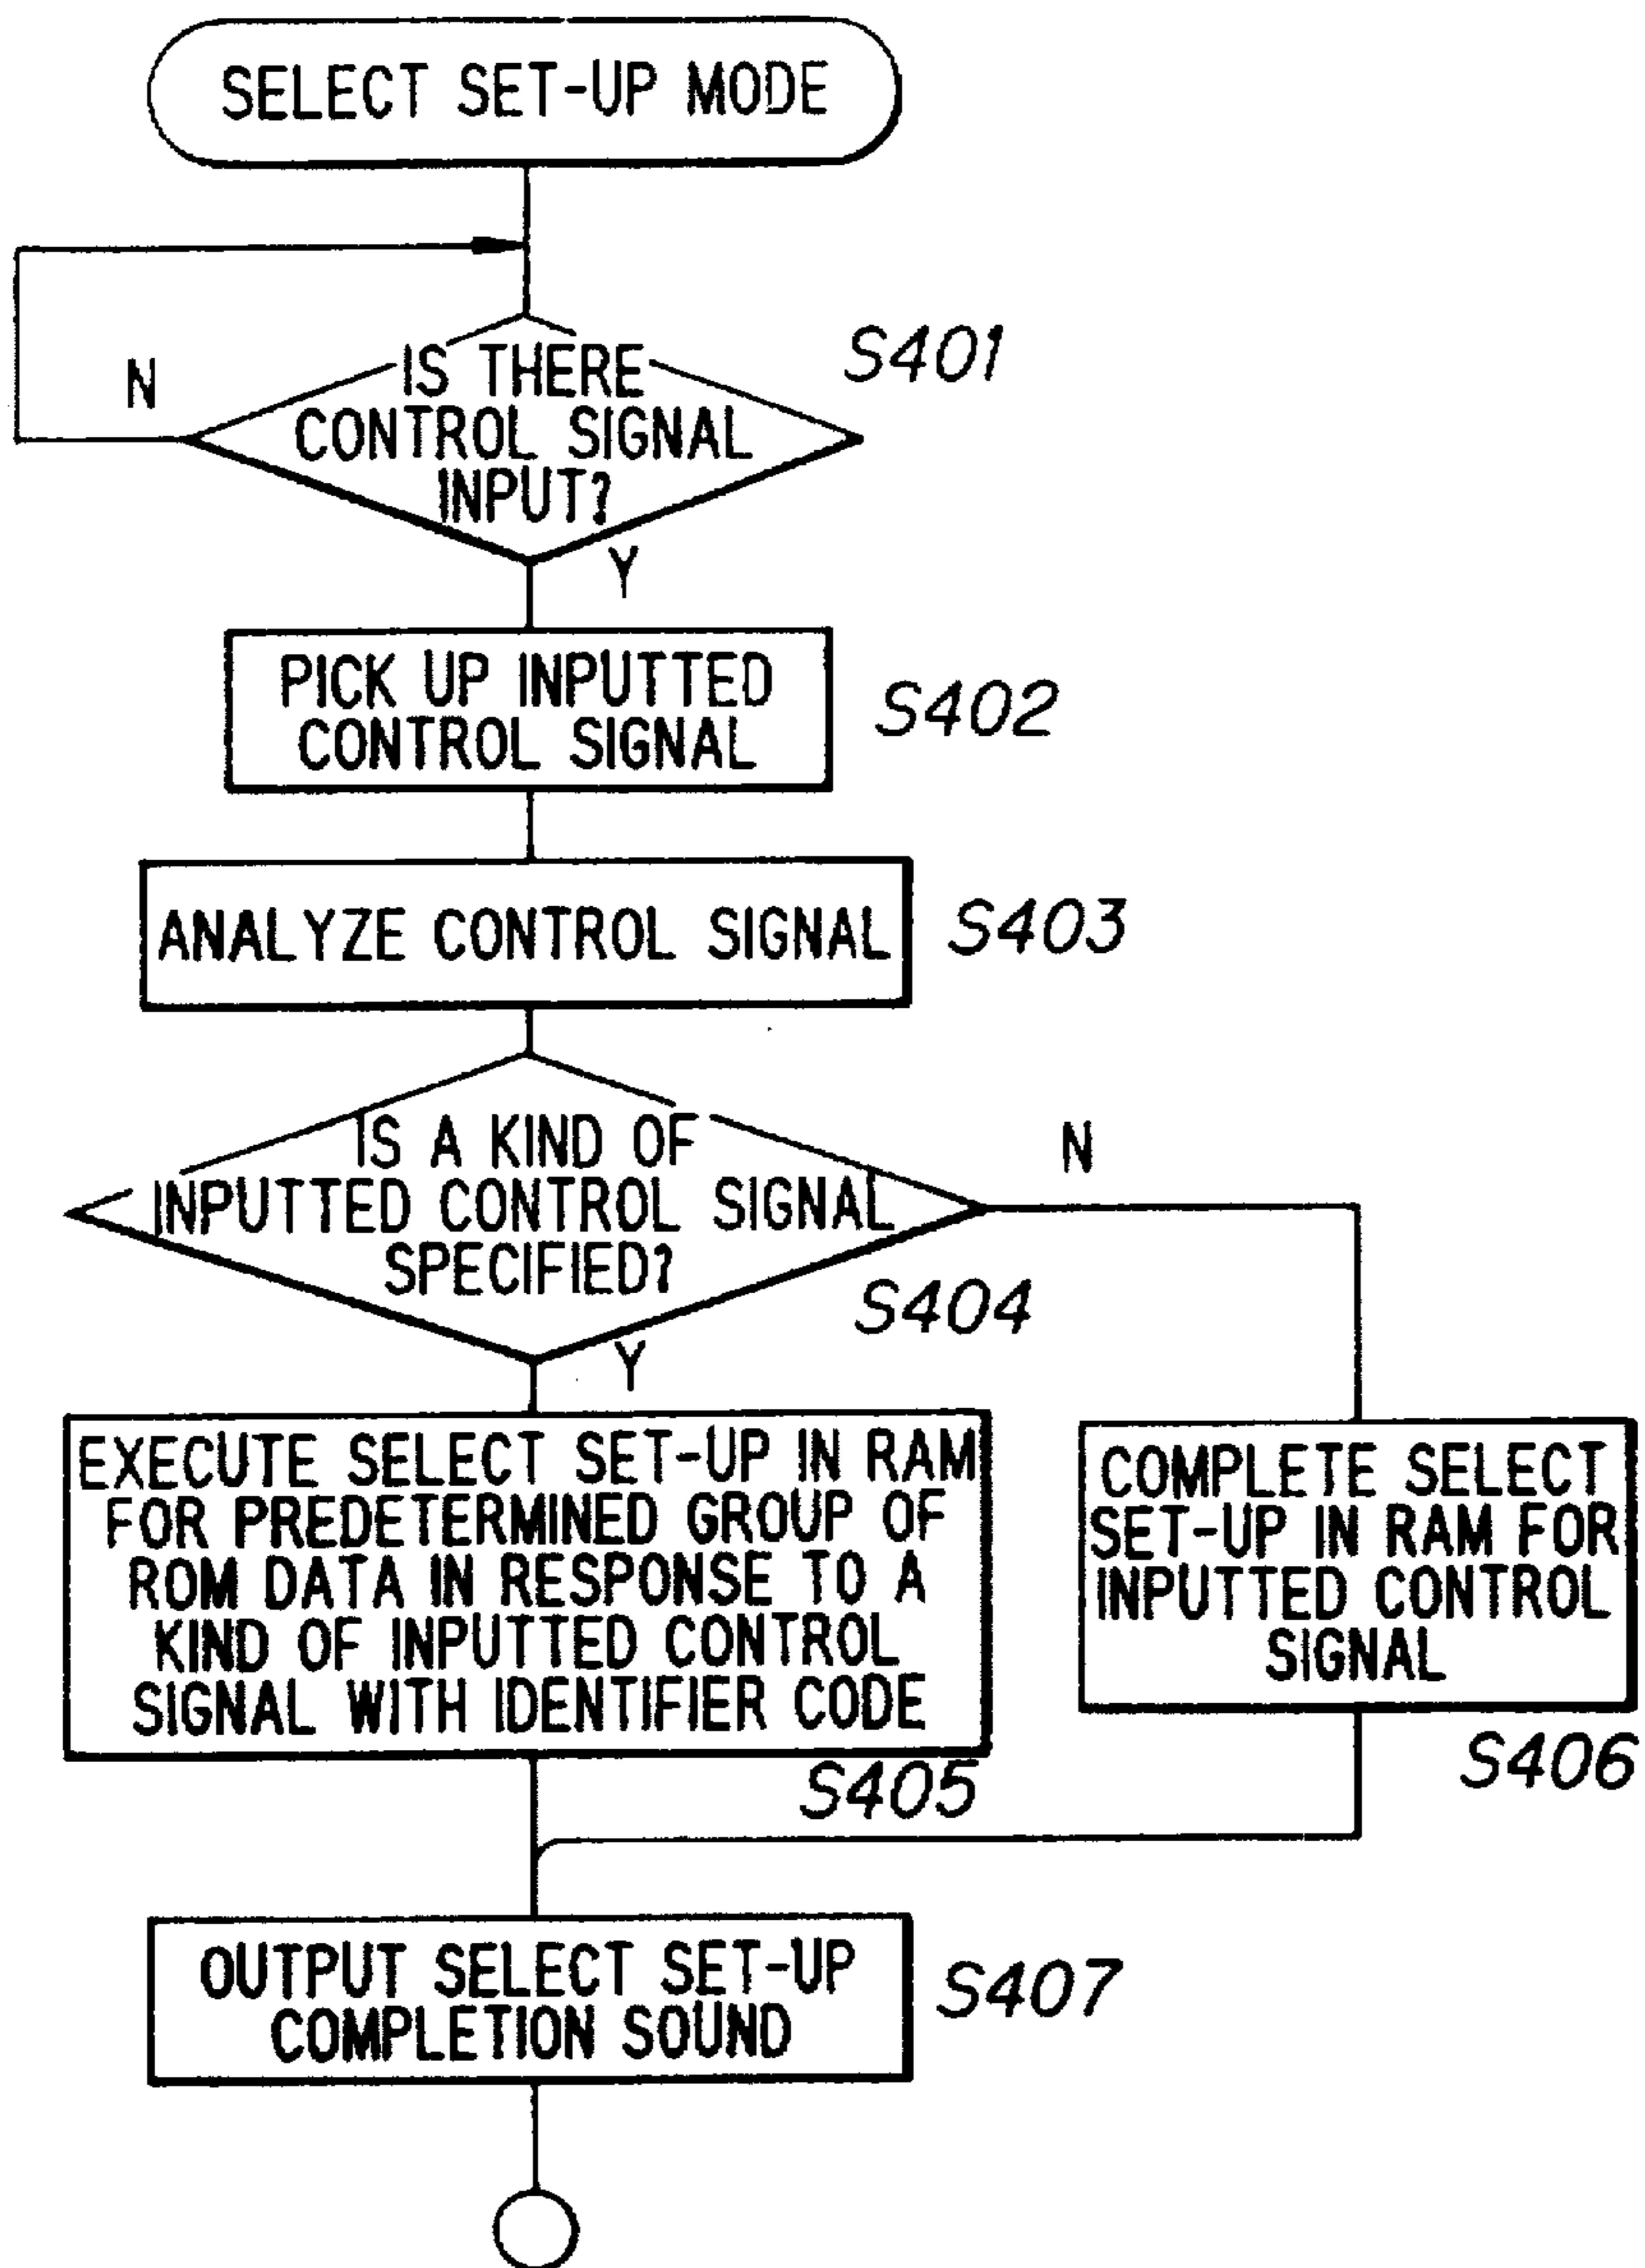 SELECT SET-UP MODE
IS THERE
CONTROL SIGNAL
INPUT?
S401
N
Y
PICK UP INPUTTED
CONTROL SIGNAL
S402
ANALYZE CONTROL SIGNAL
S403
IS A KIND OF
INPUTTED CONTROL SIGNAL
SPECIFIED?
N
S404
Y
EXECUTE SELECT SET-UP IN RAM
FOR PREDETERMINED GROUP OF
ROM DATA IN RESPONSE TO A
KIND OF INPUTTED CONTROL
SIGNAL WITH IDENTIFIER CODE
S405
COMPLETE SELECT
SET-UP IN RAM FOR
INPUTTED CONTROL
SIGNAL
S406
OUTPUT SELECT SET-UP
COMPLETION SOUND
S407